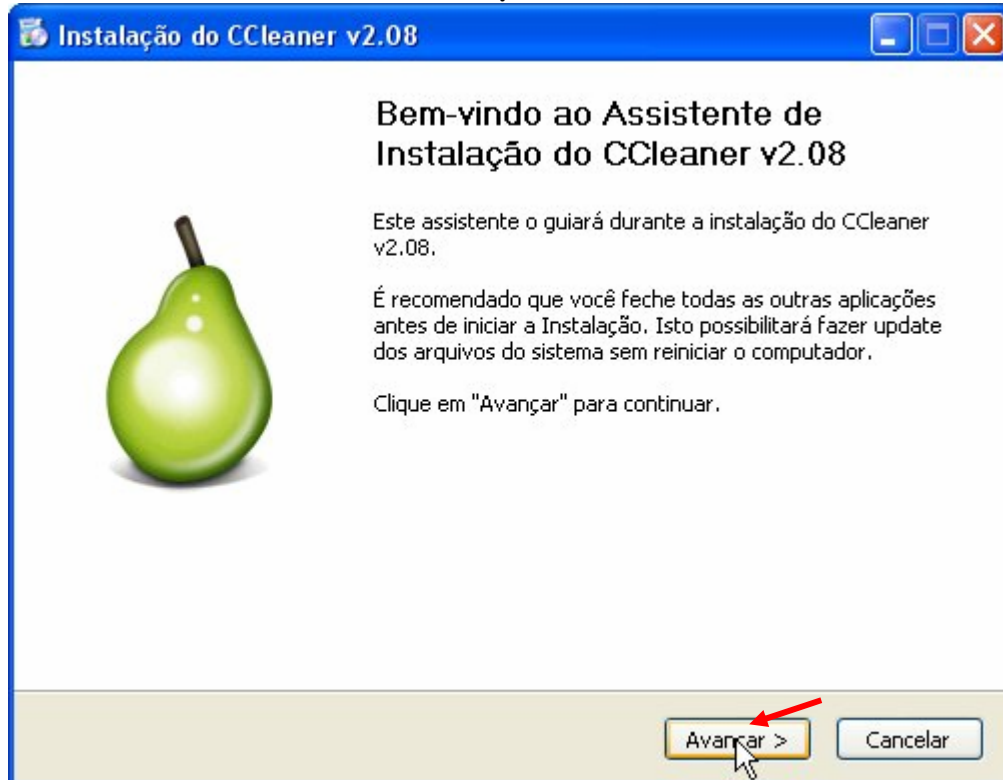 Instalação do CCleaner v2.08
Bem-vindo ao Assistente de
Instalação do CCleaner v2.08
Este assistente o guiará durante a instalação do CCleaner
v2.08.
É recomendado que você feche todas as outras aplicações
antes de iniciar a Instalação. Isto possibilitará fazer update
dos arquivos do sistema sem reiniciar o computador.
Clique em "Avançar" para continuar.
Avançar >
Cancelar